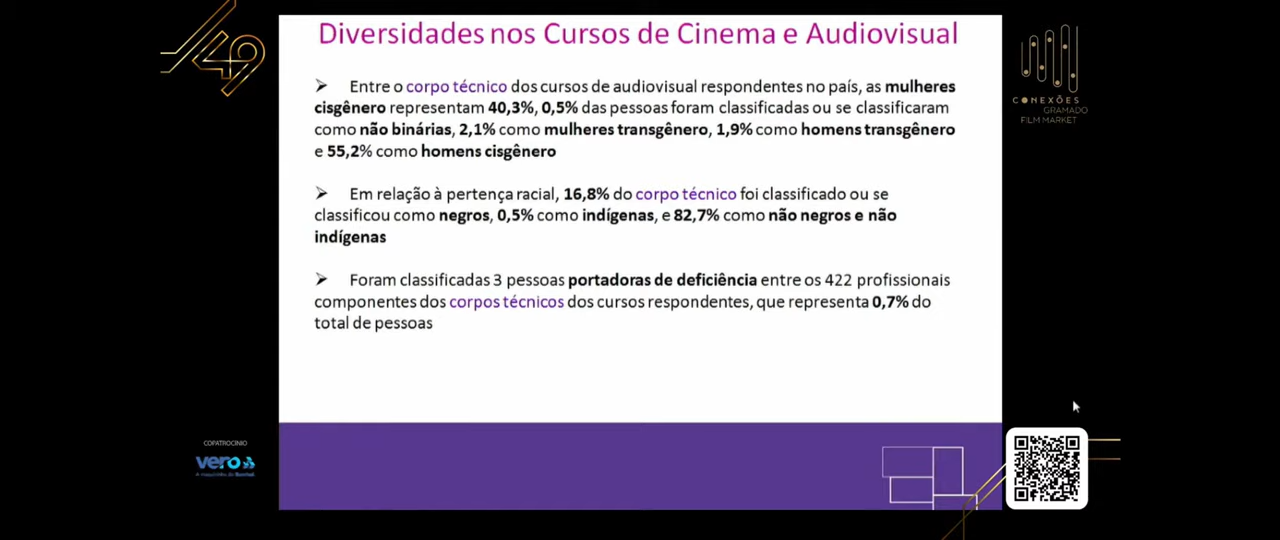 Diversidades nos Cursos de Cinema e Audiovisual
49
CONEXÕES
GRAMADO
FILM MARKET
➢ Entre o corpo técnico dos cursos de audiovisual respondentes no país, as mulheres
cisgênero representam 40,3%, 0,5% das pessoas foram classificadas ou se classificaram
como não binárias, 2,1% como mulheres transgênero, 1,9% como homens transgênero
e 55,2% como homens cisgênero
➢ Em relação à pertença racial, 16,8% do corpo técnico foi classificado ou se
classificou como negros, 0,5% como indígenas, e 82,7% como não negros e não
indígenas
➢ Foram classificadas 3 pessoas portadoras de deficiência entre os 422 profissionais
componentes dos corpos técnicos dos cursos respondentes, que representa 0,7% do
total de pessoas
COPATROCINIO
vero
A maquininha do Banrisul.